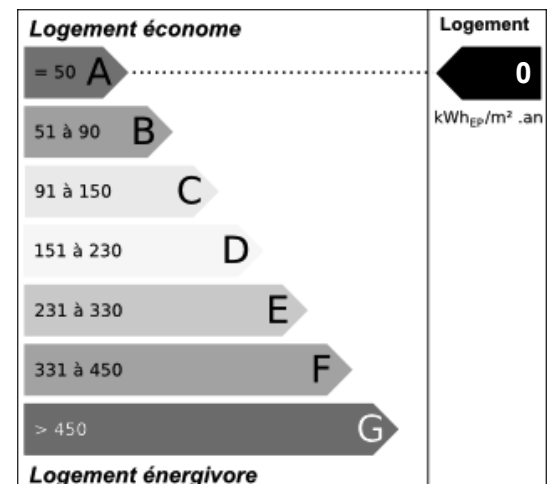 Logement économe
Logement
= 50 A
0
kWhEP/m² .an
51 à 90 B
91 à 150 C
151 à 230 D
231 à 330 E
331 à 450 F
> 450 G
Logement énergivore